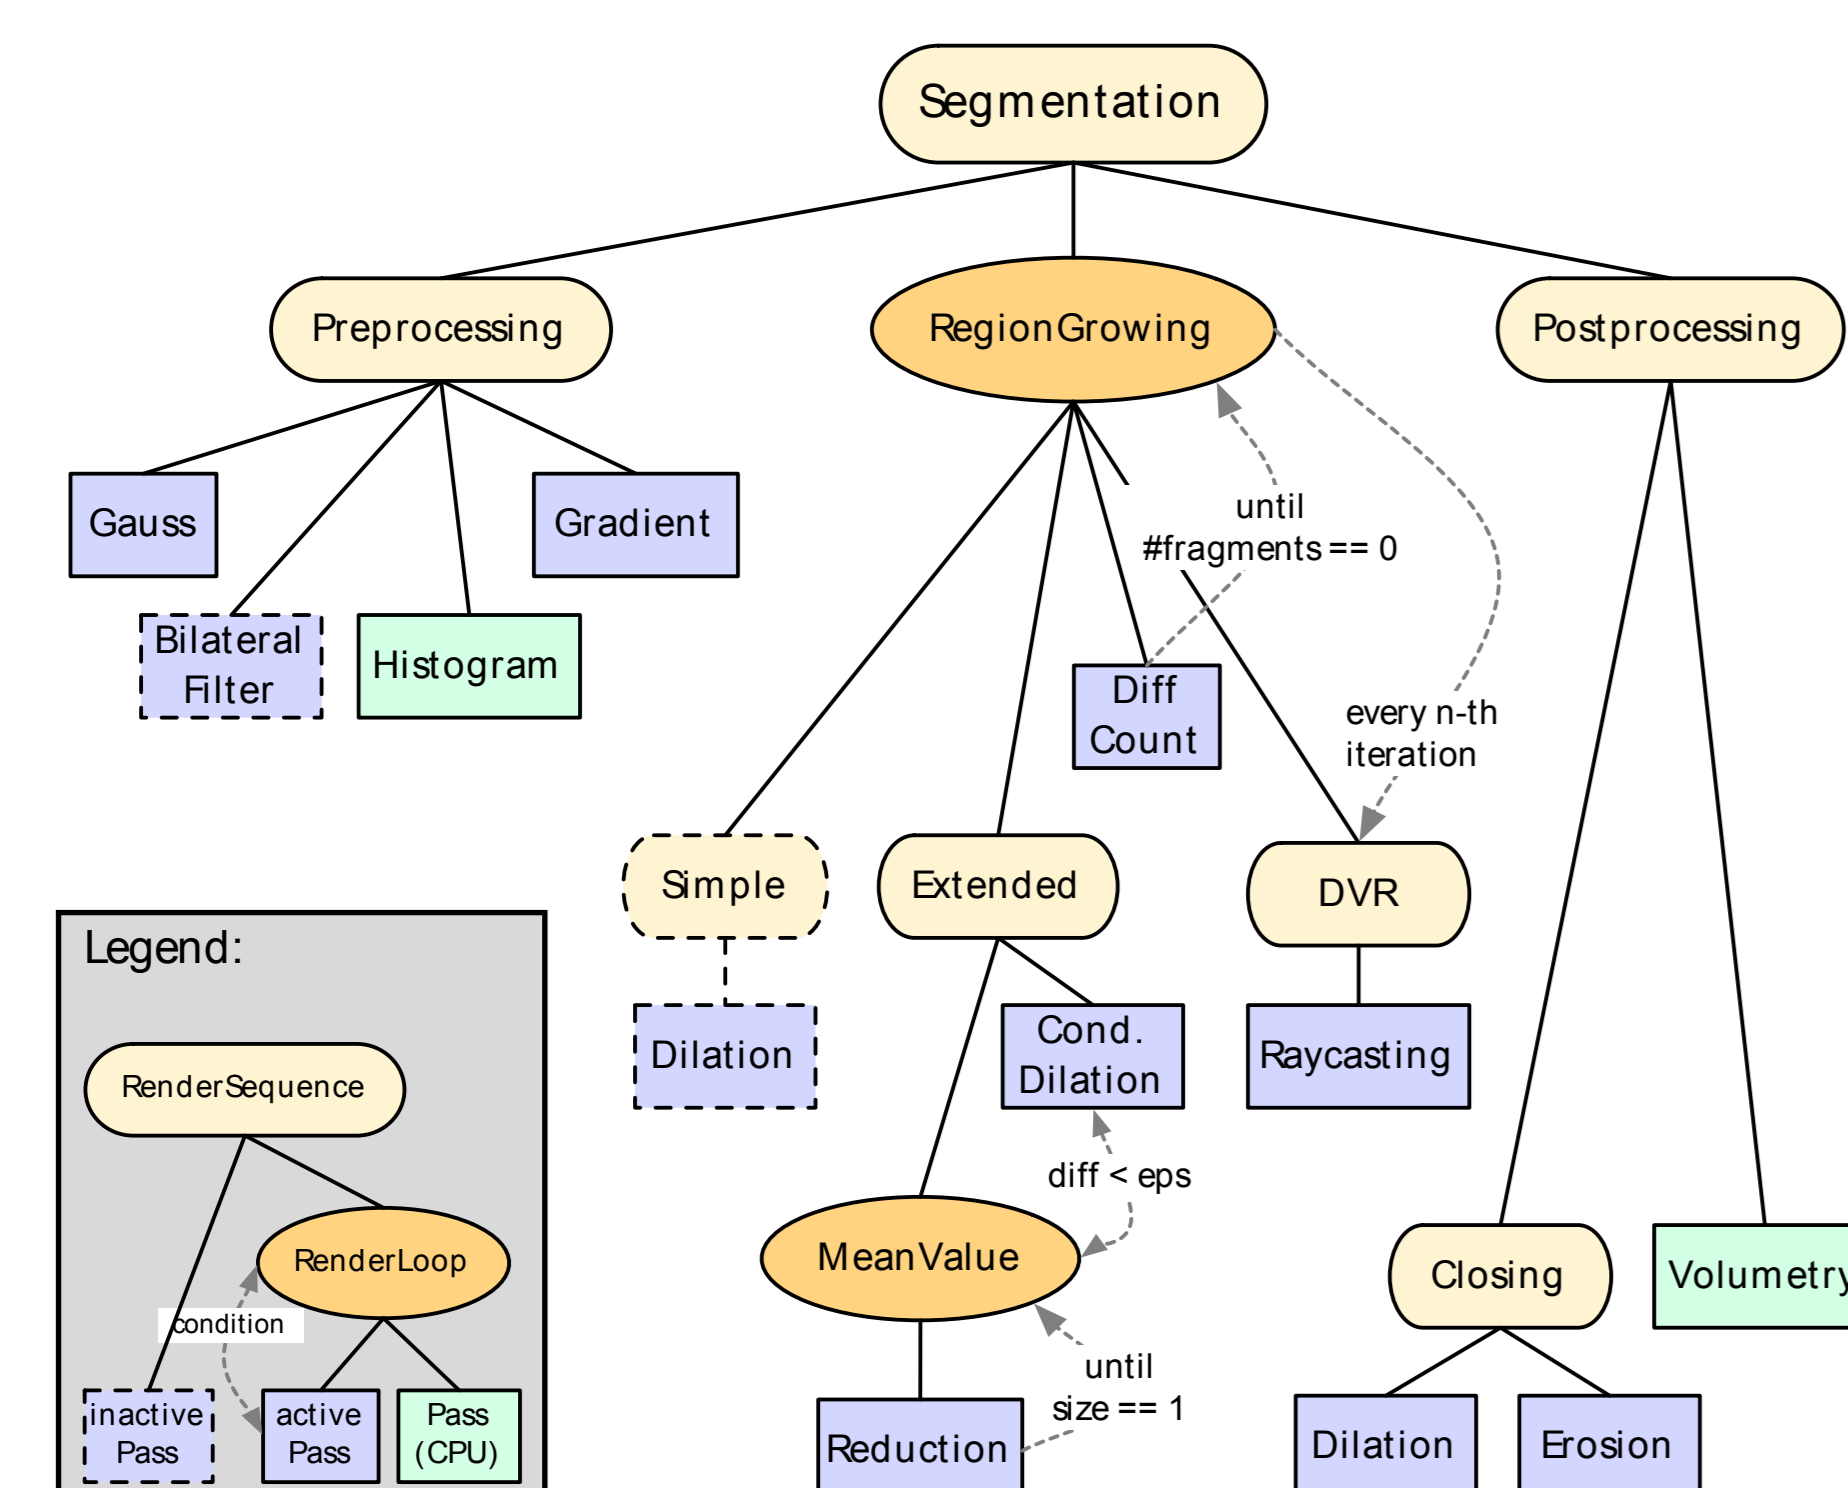 Segmentation
Preprocessing
RegionGrowing
Postprocessing
Gauss
Gradient
until
#fragments == 0
Bilateral
Filter
Histogram
Diff
Count
every n-th
iteration
Simple
Extended
DVR
Dilation
Cond.
Dilation
Raycasting
diff < eps
MeanValue
Closing
Volumetry
until
size == 1
Reduction
Dilation
Erosion
Legend:
RenderSequence
RenderLoop
condition
inactive
Pass
active
Pass
Pass
(CPU)